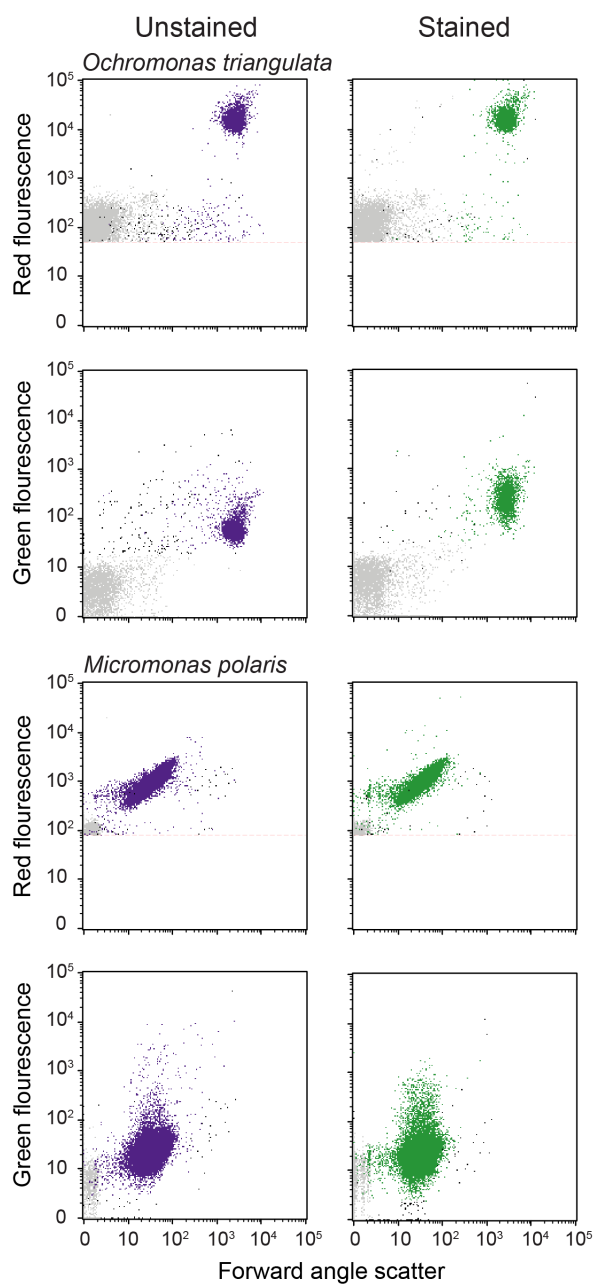 Unstained Stained
Ochromonas triangulata
10⁵
10⁴
10³
10²
10
0
Red flourescence
10⁵
10⁴
10³
10²
10
0
Green flourescence
Micromonas polaris
10⁵
10⁴
10³
10²
10
0
Red flourescence
10⁵
10⁴
10³
10²
10
0
Green flourescence
0 10 10² 10³ 10⁴ 10⁵ 0 10 10² 10³ 10⁴ 10⁵
Forward angle scatter